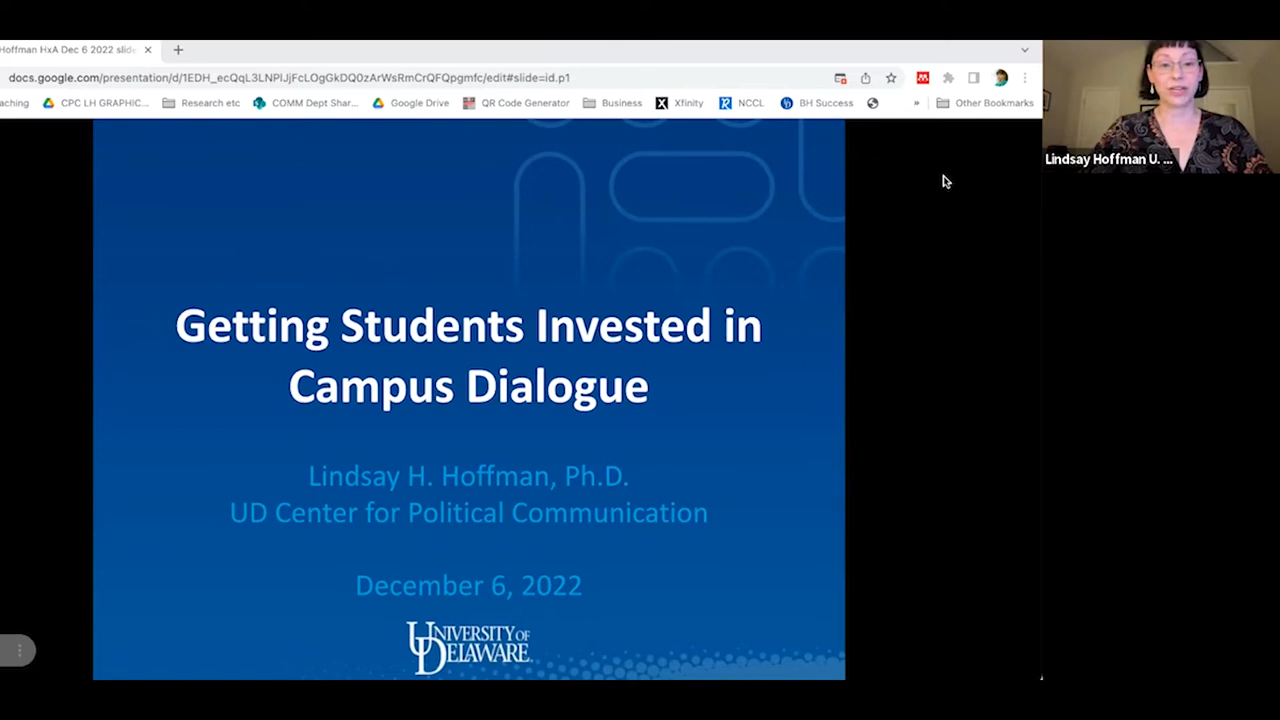 Hoffman HxA Dec 6 2022 slide
docs.google.com/presentation/d/1EDH_ecQqL3LNPlJjFcLOgGkDQ0zArWsRmCrQFQpgmfc/edit#slide=id.p1
aching
CPC LH GRAPHIC...
Research etc
COMM Dept Shar...
Google Drive
QR Code Generator
Business
Xfinity
NCCL
BH Success
»
Other Bookmarks
Lindsay Hoffman U. ...
Getting Students Invested in
Campus Dialogue
Lindsay H. Hoffman, Ph.D.
UD Center for Political Communication
December 6, 2022
UNIVERSITY OF
DELAWARE